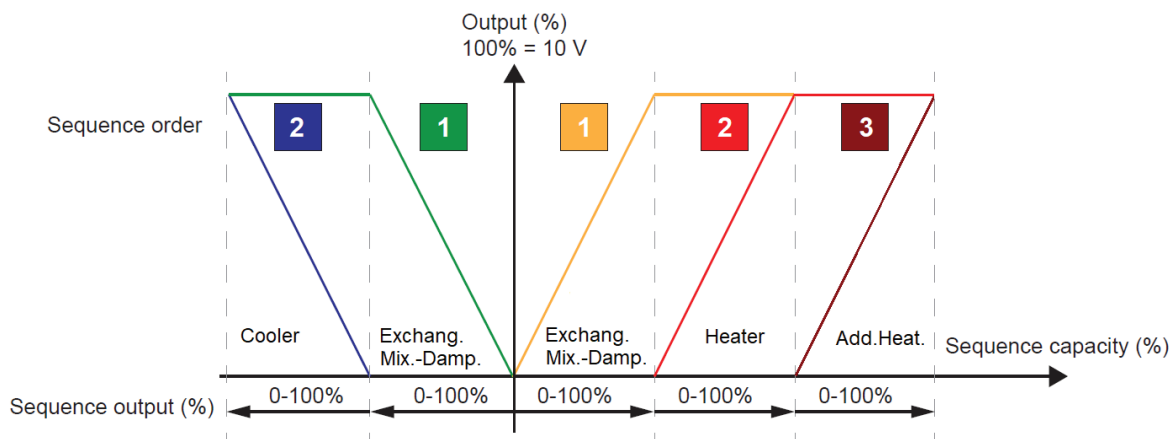 Output (%)
100% = 10 V
Sequence order
2
1
1
2
3
Cooler
Exchang.
Mix.-Damp.
Exchang.
Mix.-Damp.
Heater
Add.Heat.
Sequence capacity (%)
Sequence output (%)
0-100%
0-100%
0-100%
0-100%
0-100%